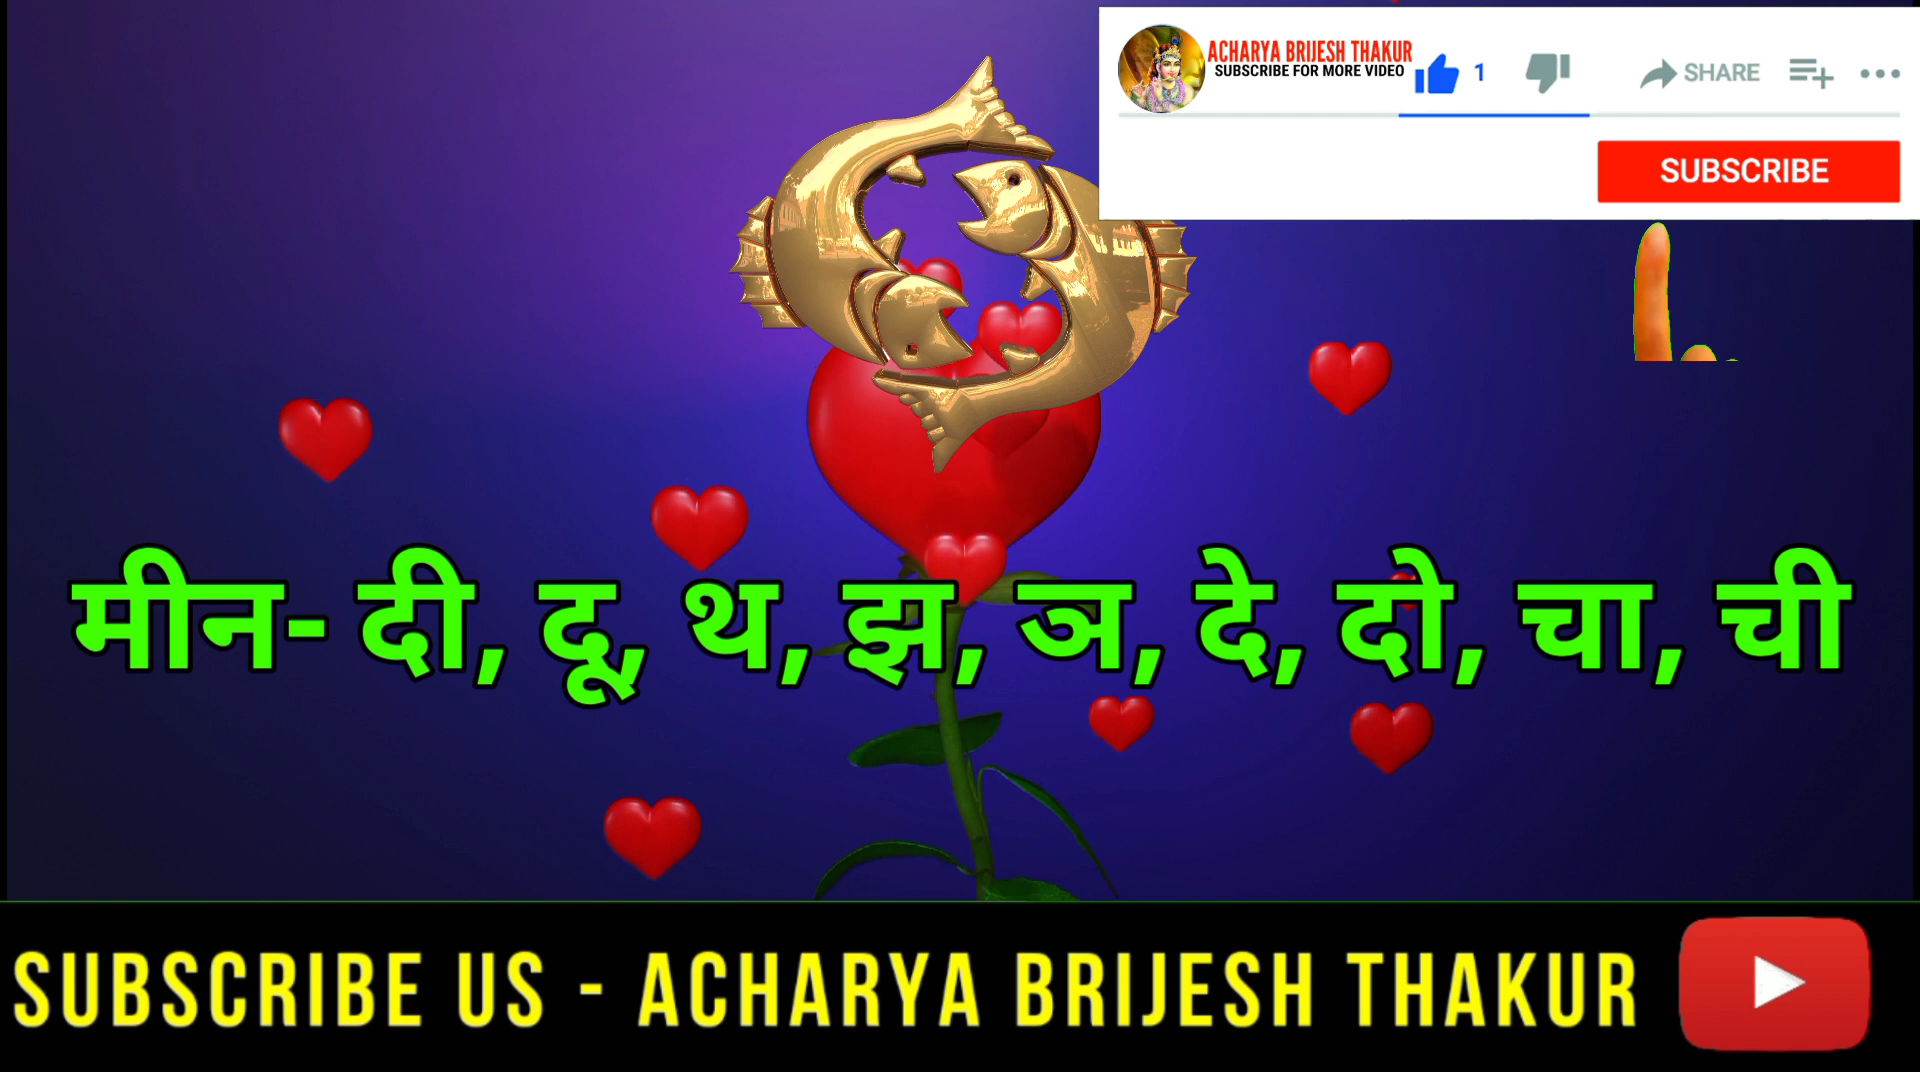 ACHARYA BRIJESH THAKUR
SUBSCRIBE FOR MORE VIDEO
1
SHARE
SUBSCRIBE
मीन- दी, दू, थ, झ, ञ, दे, दो, चा, ची
SUBSCRIBE US - ACHARYA BRIJESH THAKUR